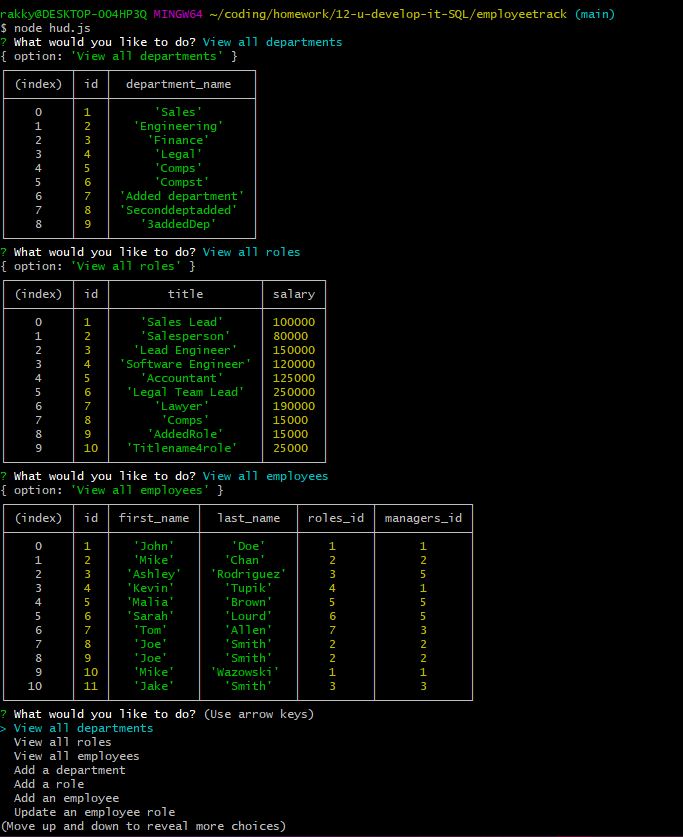 rakky@DESKTOP-O04HP3Q MINGW64 ~/coding/homework/12-u-develop-it-SQL/employeetrack (main)
$ node hud.js
? What would you like to do? View all departments
{ option: 'View all departments' }
(index) id department_name
0 1 'Sales'
1 2 'Engineering'
2 3 'Finance'
3 4 'Legal'
4 5 'Comps'
5 6 'Compst'
6 7 'Added department'
7 8 'Seconddeptadded'
8 9 '3addedDep'
? What would you like to do? View all roles
{ option: 'View all roles' }
(index) id title salary
0 1 'Sales Lead' 100000
1 2 'Salesperson' 80000
2 3 'Lead Engineer' 150000
3 4 'Software Engineer' 120000
4 5 'Accountant' 125000
5 6 'Legal Team Lead' 250000
6 7 'Lawyer' 190000
7 8 'Comps' 15000
8 9 'AddedRole' 15000
9 10 'Titlename4role' 25000
? What would you like to do? View all employees
{ option: 'View all employees' }
(index) id first_name last_name roles_id managers_id
0 1 'John' 'Doe' 1 1
1 2 'Mike' 'Chan' 2 2
2 3 'Ashley' 'Rodriguez' 3 5
3 4 'Kevin' 'Tupik' 4 1
4 5 'Malia' 'Brown' 5 5
5 6 'Sarah' 'Lourd' 6 5
6 7 'Tom' 'Allen' 7 3
7 8 'Joe' 'Smith' 2 2
8 9 'Joe' 'Smith' 2 2
9 10 'Mike' 'Wazowski' 1 1
10 11 'Jake' 'Smith' 3 3
? What would you like to do? (Use arrow keys)
> View all departments
View all roles
View all employees
Add a department
Add a role
Add an employee
Update an employee role
(Move up and down to reveal more choices)